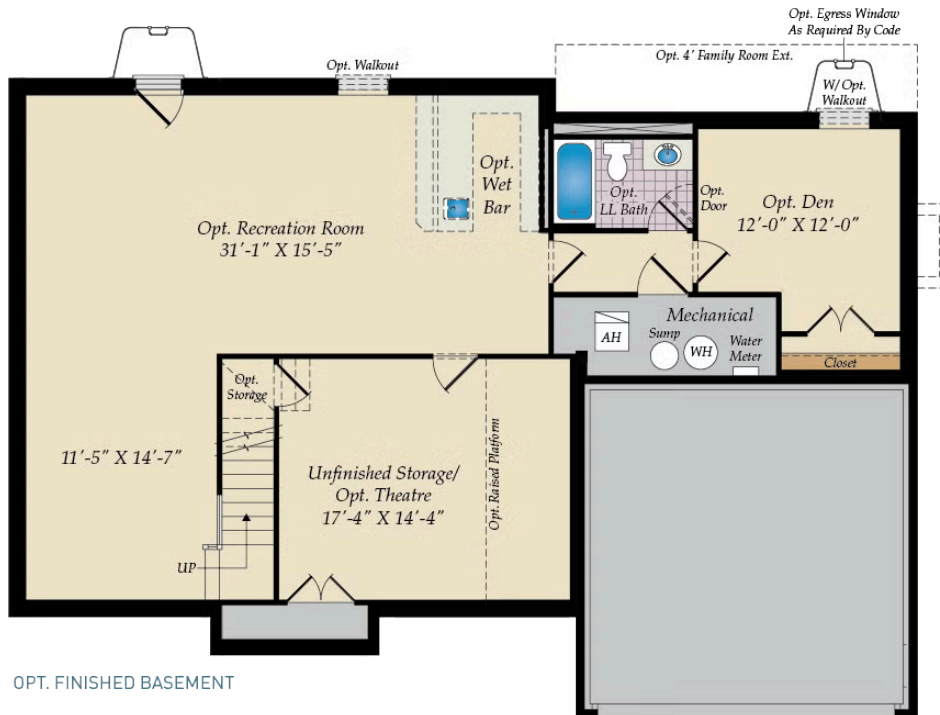 Opt. Egress Window
As Required By Code
Opt. 4' Family Room Ext.
Opt. Walkout
W/ Opt.
Walkout
Opt.
Wet
Bar
Opt.
LL Bath
Opt.
Door
Opt. Den
12'-0" X 12'-0"
Opt. Recreation Room
31'-1" X 15'-5"
Mechanical
AH
Sump
WH
Water
Meter
Closet
Opt.
Storage
11'-5" X 14'-7"
Unfinished Storage/
Opt. Theatre
17'-4" X 14'-4"
Opt. Raised Platform
UP
OPT. FINISHED BASEMENT